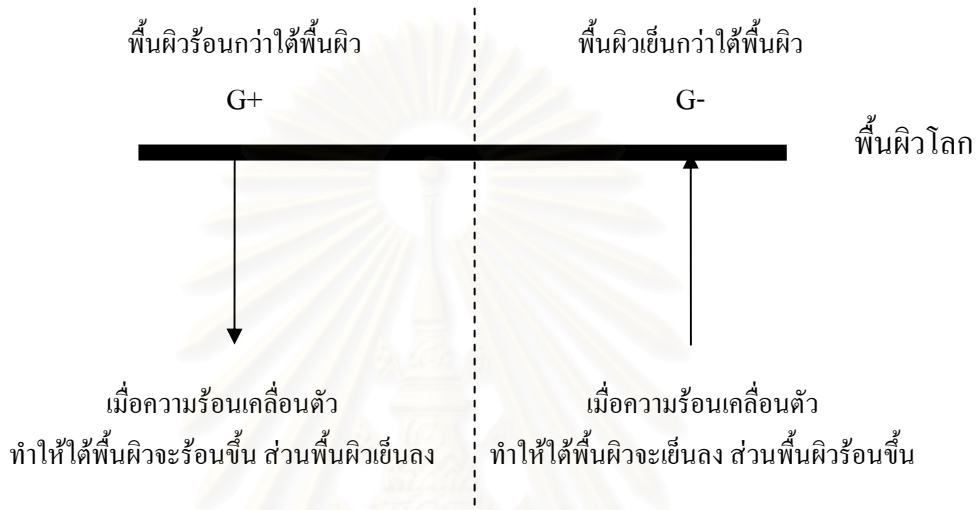 พื้นผิวร้อนกว่าใต้พื้นผิว
G+
พื้นผิวเย็นกว่าใต้พื้นผิว
G-
พื้นผิวโลก
เมื่อความร้อนเคลื่อนตัว
ทำให้ใต้พื้นผิวจะร้อนขึ้น ส่วนพื้นผิวเย็นลง
เมื่อความร้อนเคลื่อนตัว
ทำให้ใต้พื้นผิวจะเย็นลง ส่วนพื้นผิวร้อนขึ้น